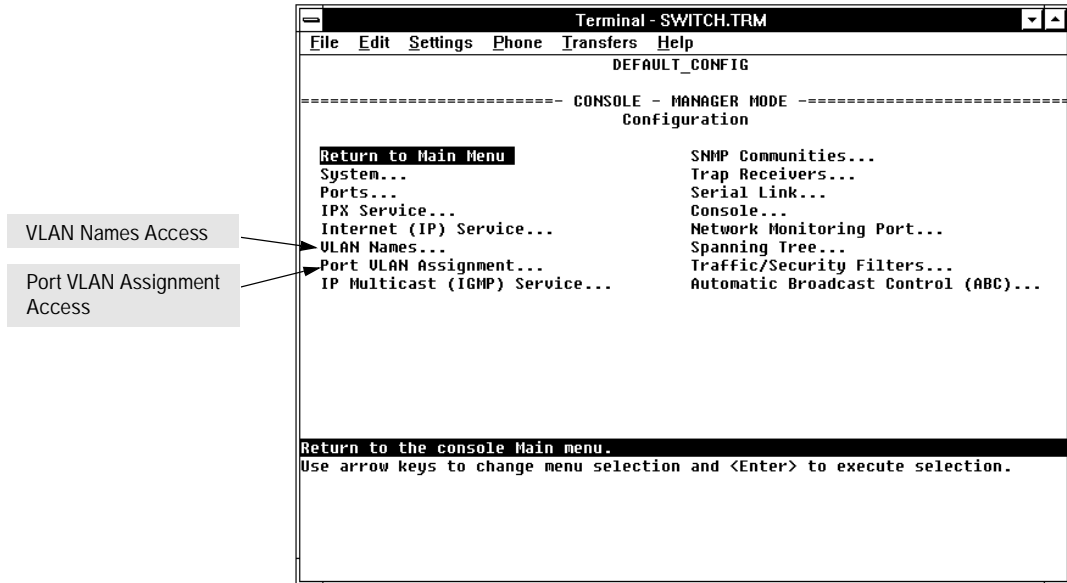 Terminal - SWITCH.TRM
File Edit Settings Phone Transfers Help
DEFAULT_CONFIG
==========================- CONSOLE - MANAGER MODE -===========================
Configuration
Return to Main Menu
System...
Ports...
IPX Service...
Internet (IP) Service...
VLAN Names...
Port VLAN Assignment...
IP Multicast (IGMP) Service...
SNMP Communities...
Trap Receivers...
Serial Link...
Console...
Network Monitoring Port...
Spanning Tree...
Traffic/Security Filters...
Automatic Broadcast Control (ABC)...
VLAN Names Access
Port VLAN Assignment
Access
Return to the console Main menu.
Use arrow keys to change menu selection and <Enter> to execute selection.